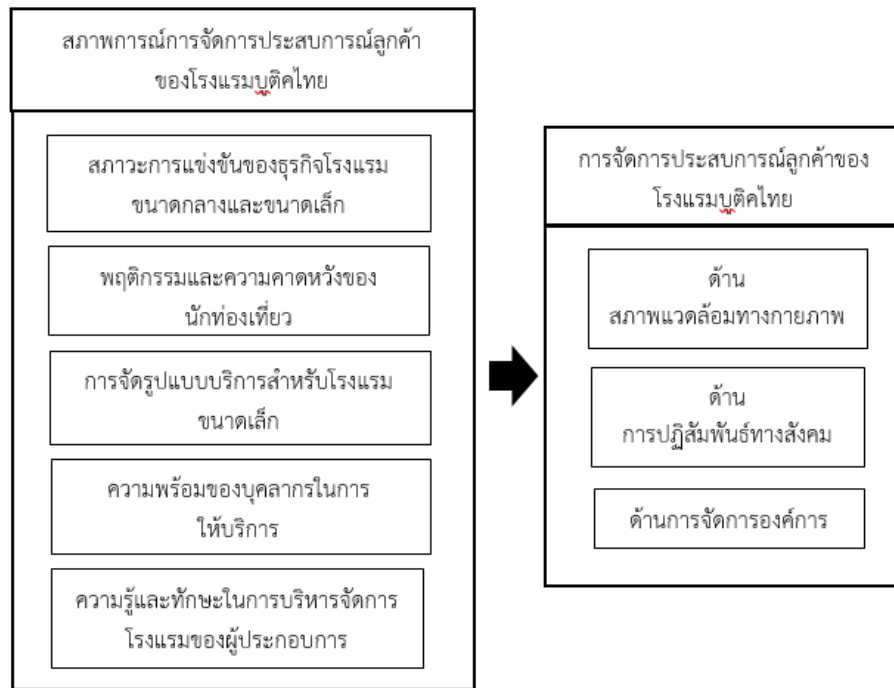 สภาพการณ์การจัดการประสบการณ์ลูกค้า
ของโรงแรมบูติคไทย
สภาวะการแข่งขันของธุรกิจโรงแรม
ขนาดกลางและขนาดเล็ก
พฤติกรรมและความคาดหวังของ
นักท่องเที่ยว
การจัดรูปแบบบริการสำหรับโรงแรม
ขนาดเล็ก
ความพร้อมของบุคลากรในการ
ให้บริการ
ความรู้และทักษะในการบริหารจัดการ
โรงแรมของผู้ประกอบการ
การจัดการประสบการณ์ลูกค้าของ
โรงแรมบูติคไทย
ด้าน
สภาพแวดล้อมทางกายภาพ
ด้าน
การปฏิสัมพันธ์ทางสังคม
ด้านการจัดการองค์การ